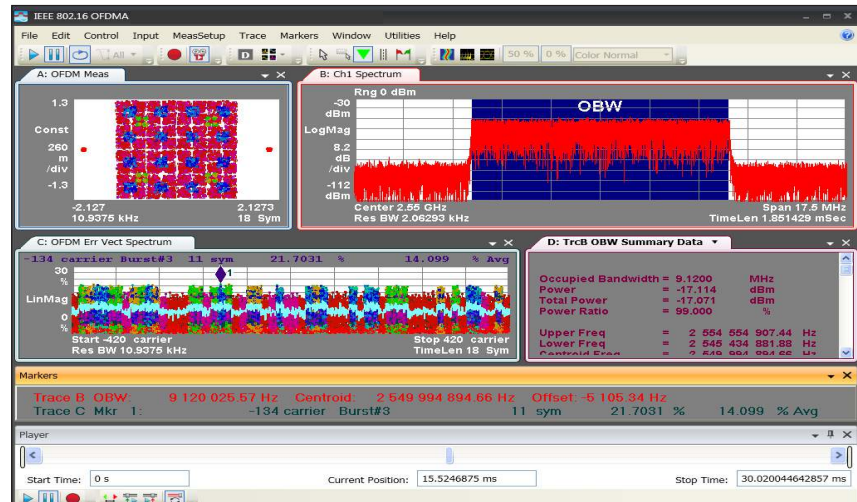 IEEE 802.16 OFDMA
File Edit Control Input MeasSetup Trace Markers Window Utilities Help
All 50 % 0 % Color Normal
A: OFDM Meas
1.3
Const
260
m
/div
-1.3
-2.127 2.1273
10.9375 kHz 18 Sym
B: Ch1 Spectrum
Rng 0 dBm
-30
dBm
LogMag
8.2
dB
/div
-112
dBm
OBW
Center 2.55 GHz Span 17.5 MHz
Res BW 2.06293 kHz TimeLen 1.851429 mSec
C: OFDM Err Vect Spectrum
-134 carrier Burst#3 11 sym 21.7031 % 14.099 % Avg
30
%
LinMag
0
%
1
Start -420 carrier Stop 420 carrier
Res BW 10.9375 kHz TimeLen 18 Sym
D: TrcB OBW Summary Data
Occupied Bandwidth = 9.1200 MHz
Power = -17.114 dBm
Total Power = -17.071 dBm
Power Ratio = 99.000 %
Upper Freq = 2 554 554 907.44 Hz
Lower Freq = 2 545 434 881.88 Hz
Centroid Freq = 2 549 994 894.66 Hz
Markers
Trace B OBW: 9 120 025.57 Hz Centroid: 2 549 994 894.66 Hz Offset: -5 105.34 Hz
Trace C Mkr 1: -134 carrier Burst#3 11 sym 21.7031 % 14.099 % Avg
Player
Start Time: 0 s Current Position: 15.5246875 ms Stop Time: 30.020044642857 ms